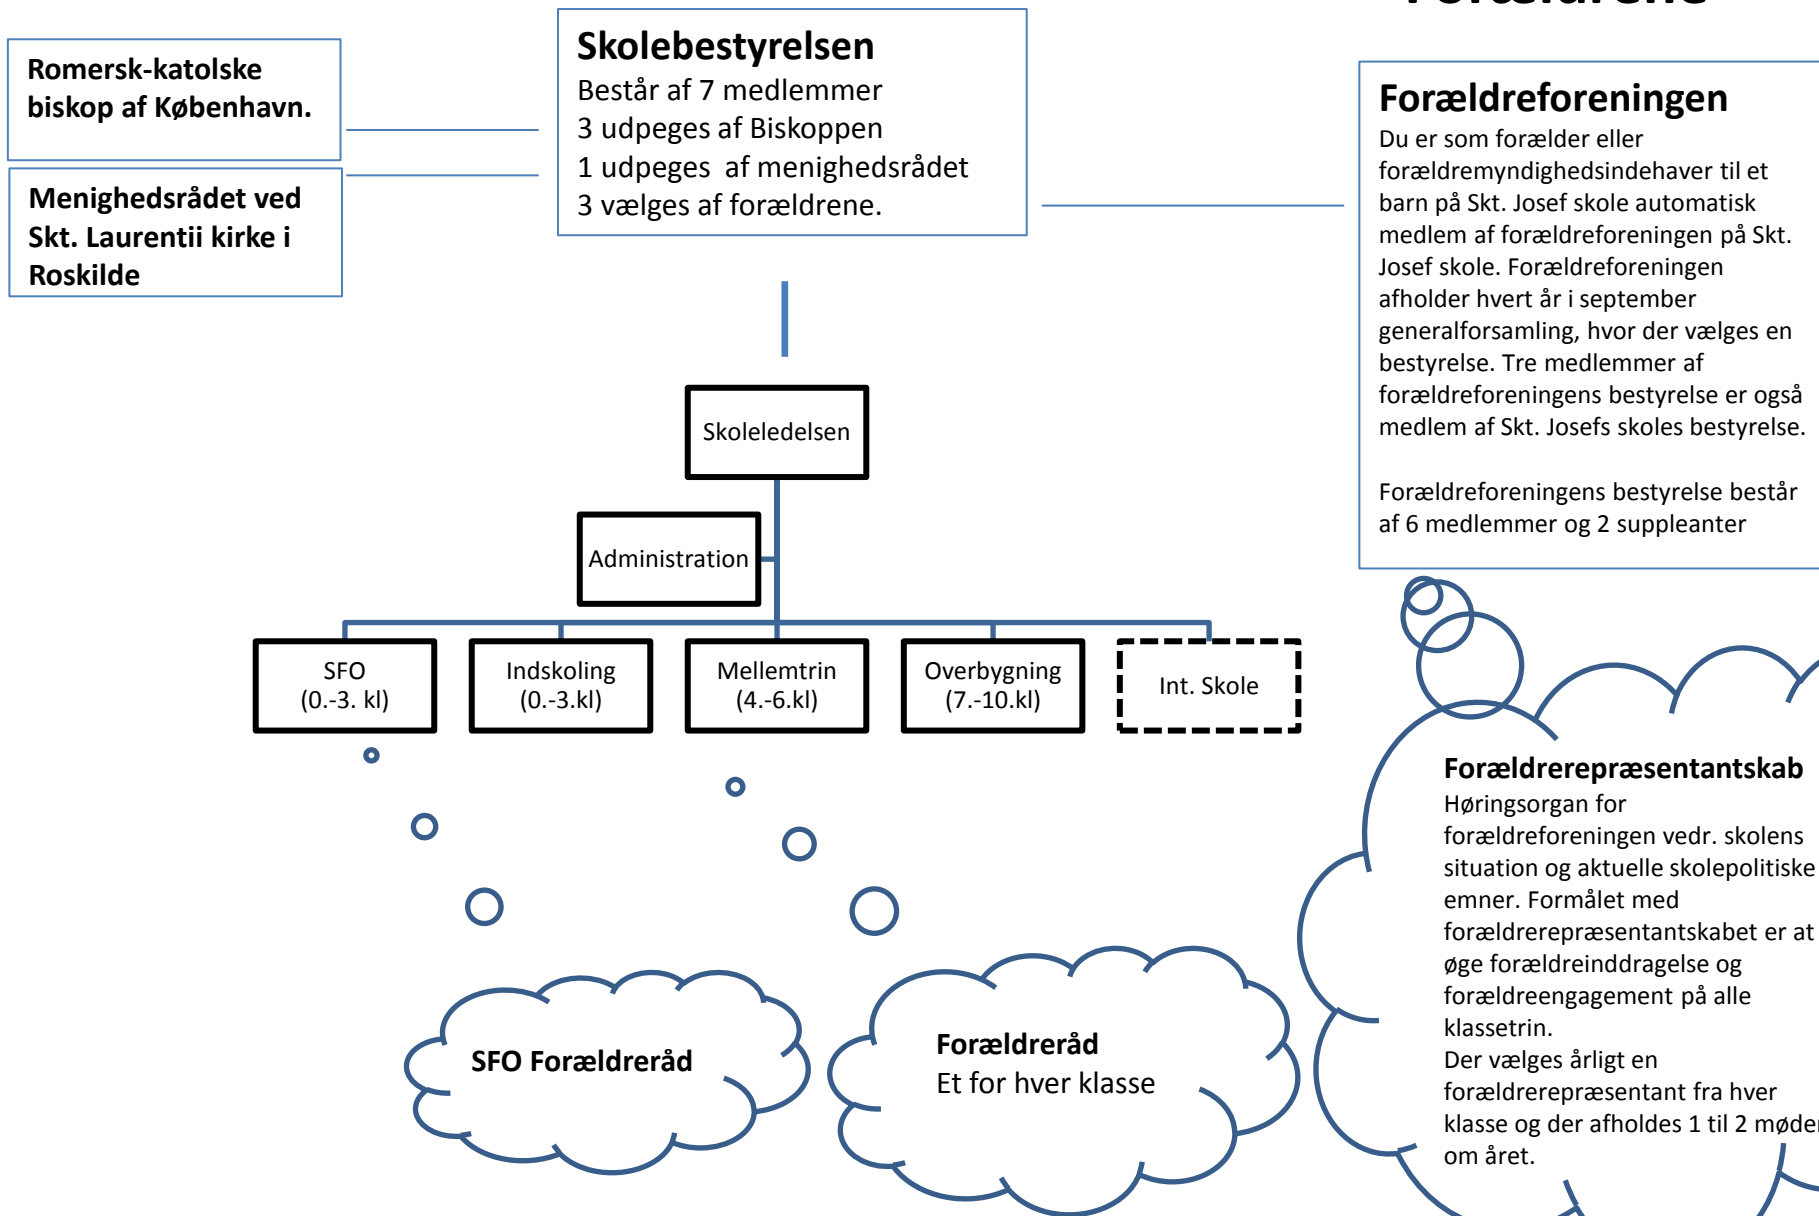 Forældrene
Romersk-katolske
biskop af København.
Menighedsrådet ved
Skt. Laurentii kirke i
Roskilde
Skolebestyrelsen
Består af 7 medlemmer
3 udpeges af Biskoppen
1 udpeges af menighedsrådet
3 vælges af forældrene.
Forældreforeningen
Du er som forælder eller
forældremyndighedsindehaver til et
barn på Skt. Josef skole automatisk
medlem af forældreforeningen på Skt.
Josef skole. Forældreforeningen
afholder hvert år i september
generalforsamling, hvor der vælges en
bestyrelse. Tre medlemmer af
forældreforeningens bestyrelse er også
medlem af Skt. Josefs skoles bestyrelse.
Forældreforeningens bestyrelse består
af 6 medlemmer og 2 suppleanter
Skoleledelsen
Administration
SFO
(0.-3. kl)
Indskoling
(0.-3.kl)
Mellemtrin
(4.-6.kl)
Overbygning
(7.-10.kl)
Int. Skole
SFO Forældreråd
Forældreråd
Et for hver klasse
Forældrerepræsentantskab
Høringsorgan for
forældreforeningen vedr. skolens
situation og aktuelle skolepolitiske
emner. Formålet med
forældrerepræsentantskabet er at
øge forældreinddragelse og
forældreengagement på alle
klassetrin.
Der vælges årligt en
forældrerepræsentant fra hver
klasse og der afholdes 1 til 2 møder
om året.